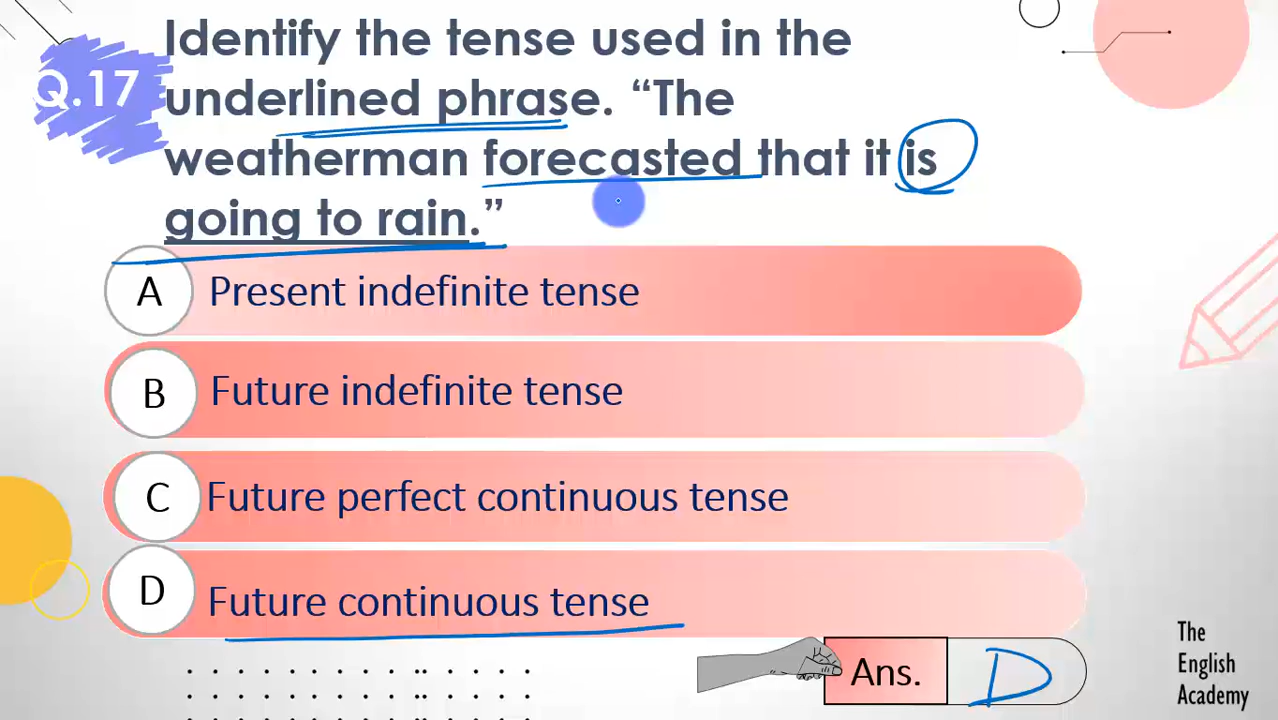 Q.17
Identify the tense used in the
underlined phrase. “The
weatherman forecasted that it is
going to rain.”
A Present indefinite tense
B Future indefinite tense
C Future perfect continuous tense
D Future continuous tense
Ans. D
The
English
Academy